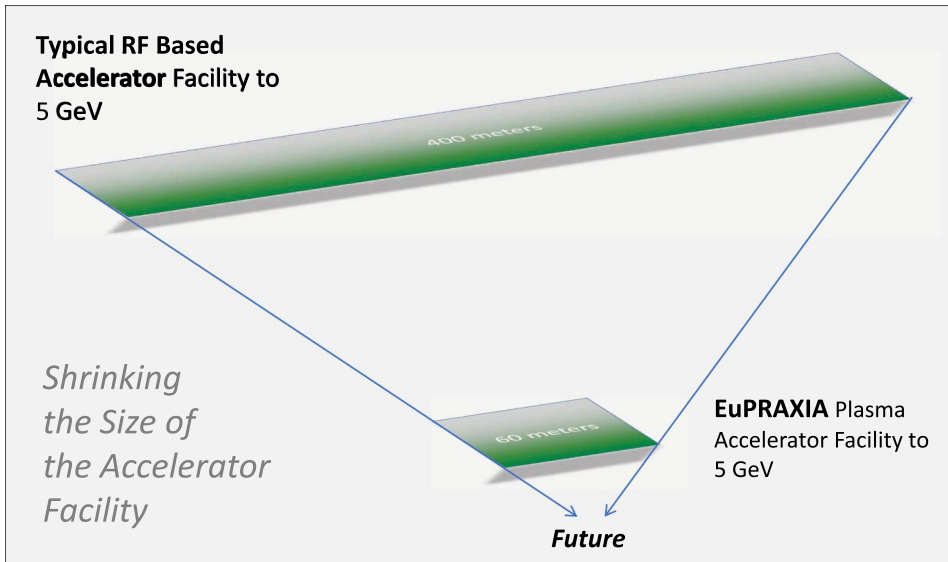 Typical RF Based
Accelerator Facility to
5 GeV
400 meters
Shrinking
the Size of
the Accelerator
Facility
60 meters
EuPRAXIA Plasma
Accelerator Facility to
5 GeV
Future